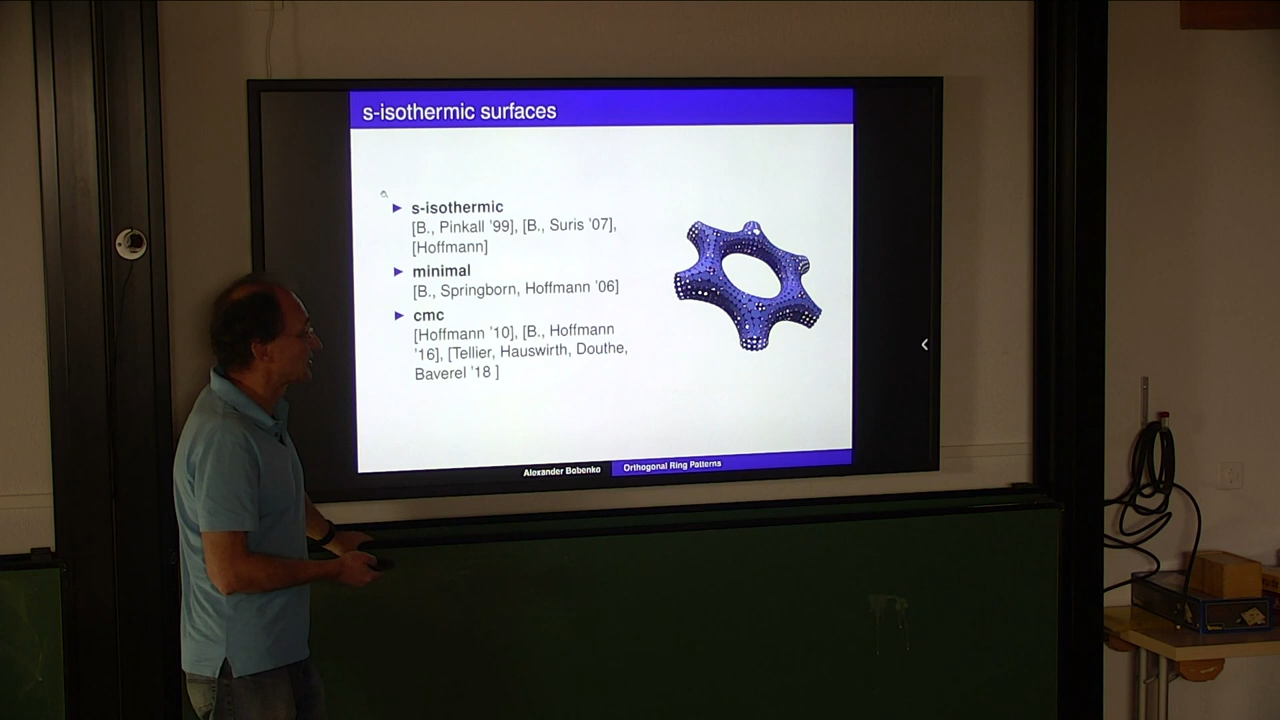 s-isothermic surfaces
► s-isothermic
[B., Pinkall '99], [B., Suris '07],
[Hoffmann]
► minimal
[B., Springborn, Hoffmann '06]
► cmc
[Hoffmann '10], [B., Hoffmann
'16], [Tellier, Hauswirth, Douthe,
Baverel '18 ]
Alexander Bobenko Orthogonal Ring Patterns